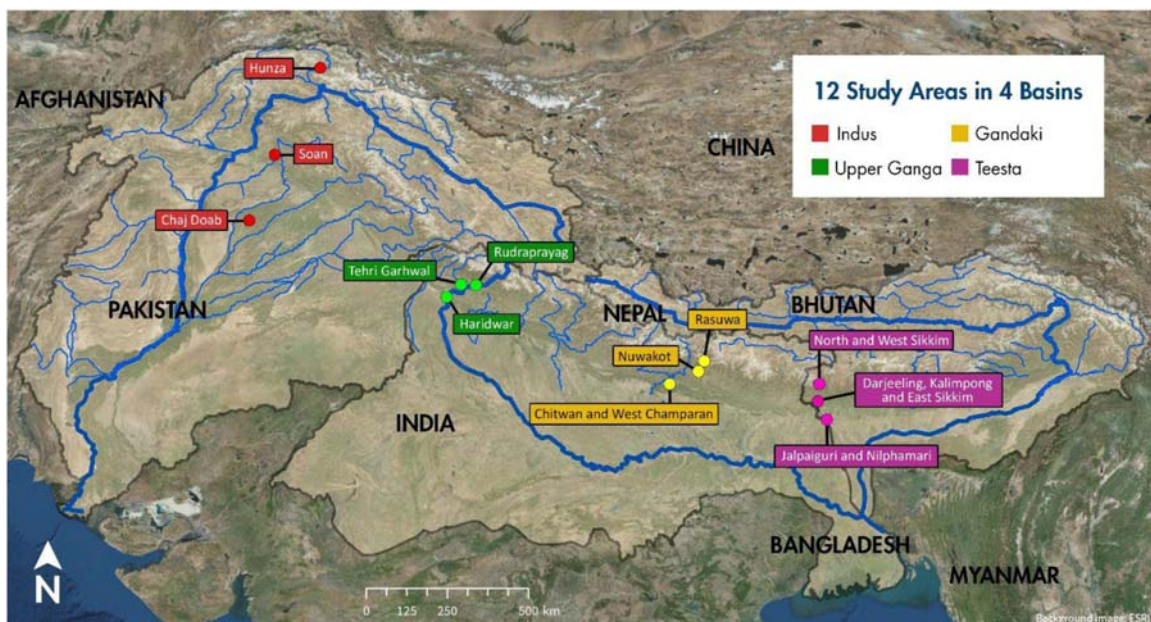 12 Study Areas in 4 Basins
Indus
Gandaki
Upper Ganga
Teesta
Hunza
AFGHANISTAN
Soan
CHINA
Chaj Doab
Rudraprayag
Tehri Garhwal
PAKISTAN
Haridwar
NEPAL
BHUTAN
Rasuwa
North and West Sikkim
Nuwakot
Darjeeling, Kalimpong
and East Sikkim
Chitwan and West Champaran
INDIA
Jalpaiguri and Nilphamari
BANGLADESH
MYANMAR
N
0 125 250 500 km
Background image: ESRI